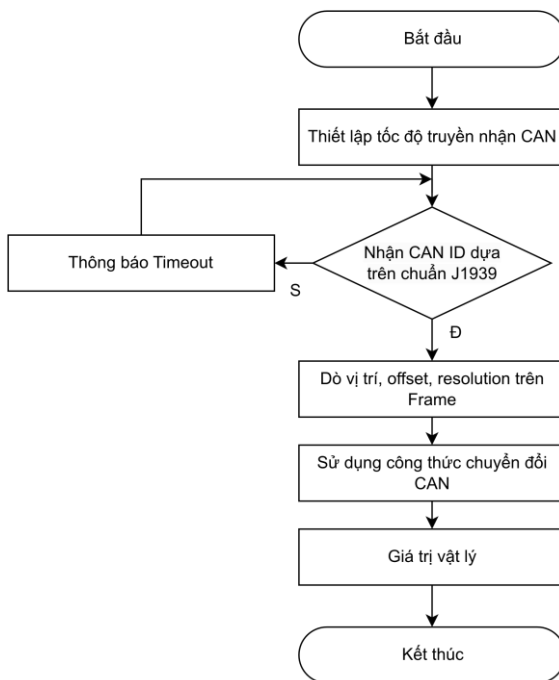 Bắt đầu
Thiết lập tốc độ truyền nhận CAN
Nhận CAN ID dựa
trên chuẩn J1939
Thông báo Timeout
S
Đ
Dò vị trí, offset, resolution trên
Frame
Sử dụng công thức chuyển đổi
CAN
Giá trị vật lý
Kết thúc